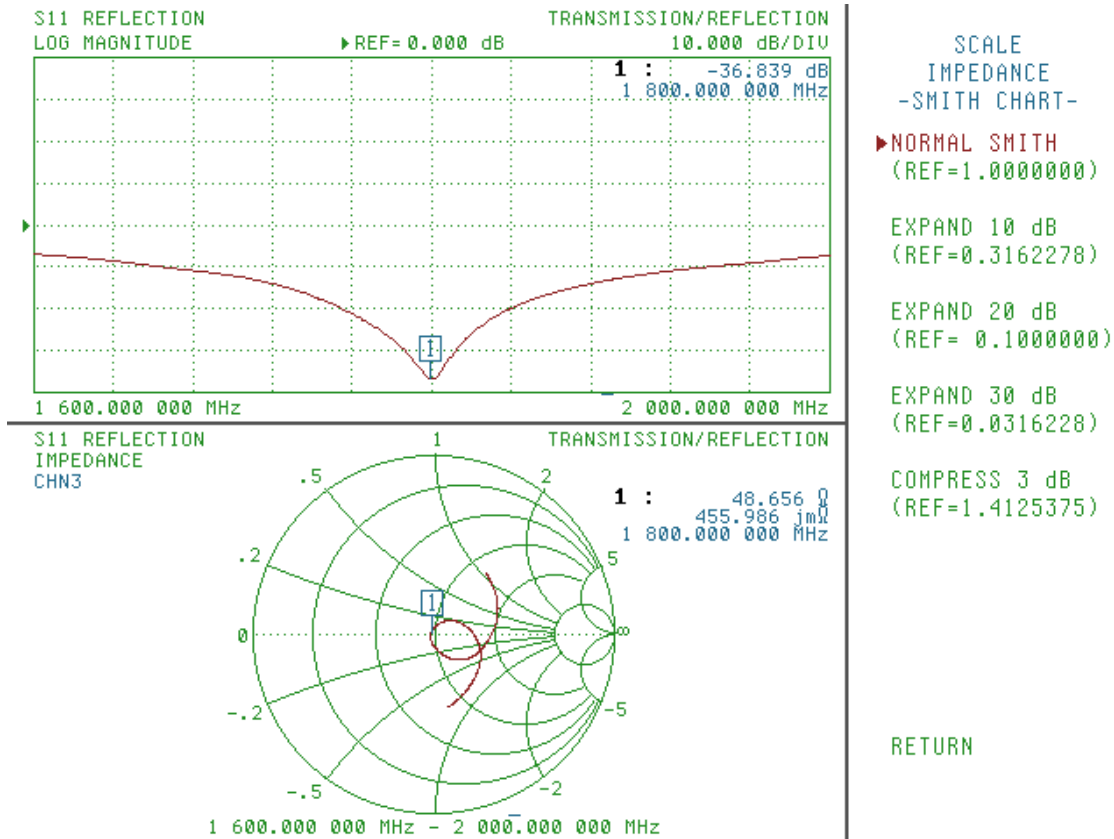 S11 REFLECTION TRANSMISSION/REFLECTION
LOG MAGNITUDE ▶REF= 0.000 dB 10.000 dB/DIV
1 : -36.839 dB
1 800.000 000 MHz
1
1 600.000 000 MHz 2 000.000 000 MHz
S11 REFLECTION 1 TRANSMISSION/REFLECTION
IMPEDANCE
CHN3
.5 2
1 : 48.656 Ω
455.986 jmΩ
1 800.000 000 MHz
.2 5
1
0 ∞
-.2 -5
-.5 -2
1 600.000 000 MHz - 2 000.000 000 MHz
SCALE
IMPEDANCE
-SMITH CHART-
▶NORMAL SMITH
(REF=1.0000000)
EXPAND 10 dB
(REF=0.3162278)
EXPAND 20 dB
(REF= 0.1000000)
EXPAND 30 dB
(REF=0.0316228)
COMPRESS 3 dB
(REF=1.4125375)
RETURN